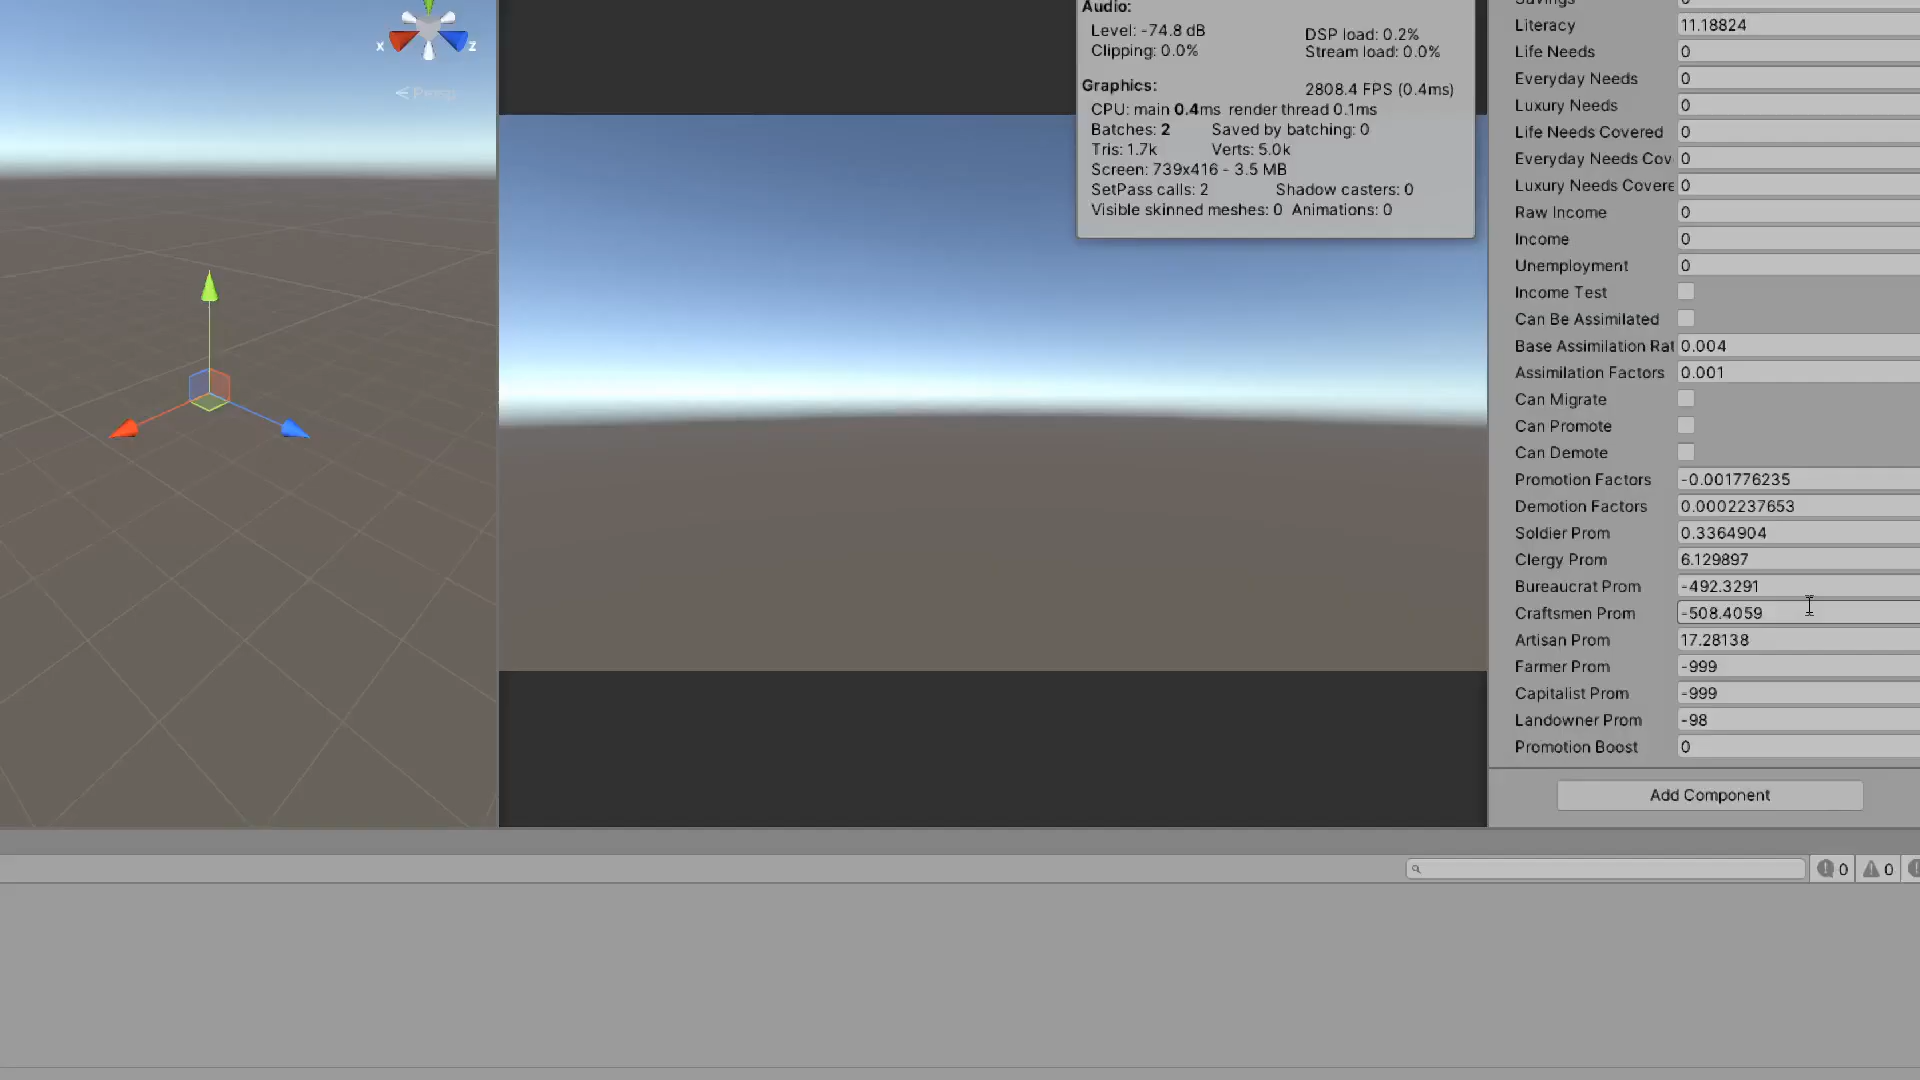 x
z
Persp
Audio:
Level: -74.8 dB
DSP load: 0.2%
Clipping: 0.0%
Stream load: 0.0%
Graphics:
2808.4 FPS (0.4ms)
CPU: main 0.4ms render thread 0.1ms
Batches: 2
Saved by batching: 0
Tris: 1.7k
Verts: 5.0k
Screen: 739x416 - 3.5 MB
SetPass calls: 2
Shadow casters: 0
Visible skinned meshes: 0 Animations: 0
Savings
Literacy 11.18824
Life Needs 0
Everyday Needs 0
Luxury Needs 0
Life Needs Covered 0
Everyday Needs Cov 0
Luxury Needs Covere 0
Raw Income 0
Income 0
Unemployment 0
Income Test
Can Be Assimilated
Base Assimilation Rat 0.004
Assimilation Factors 0.001
Can Migrate
Can Promote
Can Demote
Promotion Factors -0.001776235
Demotion Factors 0.0002237653
Soldier Prom 0.3364904
Clergy Prom 6.129897
Bureaucrat Prom -492.3291
Craftsmen Prom -508.4059
Artisan Prom 17.28138
Farmer Prom -999
Capitalist Prom -999
Landowner Prom -98
Promotion Boost 0
Add Component
0
0